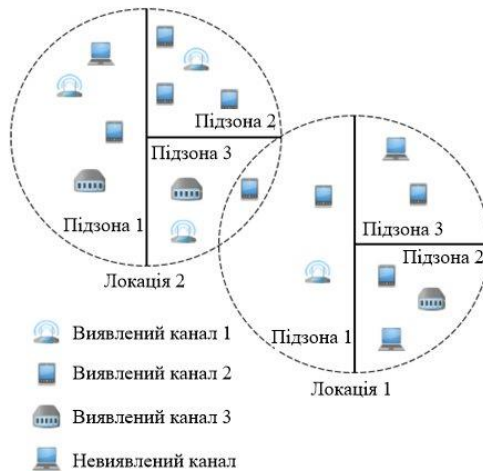 Підзона 2
Підзона 3
Підзона 1
Локація 2
Підзона 3
Підзона 2
Підзона 1
Локація 1
Виявлений канал 1
Виявлений канал 2
Виявлений канал 3
Невиявлений канал